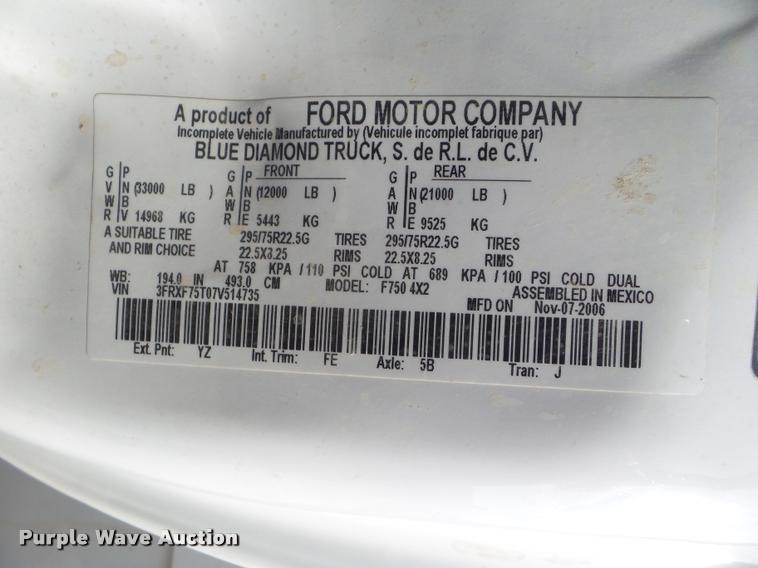 A product of FORD MOTOR COMPANY
Incomplete Vehicle Manufactured by (Vehicule incomplet fabrique par)
BLUE DIAMOND TRUCK, S. de R.L. de C.V.
G P G P FRONT G P REAR
V N (33000 LB ) A N (12000 LB ) A N (21000 LB )
W B W B W B
R V 14968 KG R E 5443 KG R E 9525 KG
A SUITABLE TIRE 295/75R22.5G TIRES 295/75R22.5G TIRES
AND RIM CHOICE 22.5X8.25 RIMS 22.5X8.25 RIMS
AT 758 KPA /110 PSI COLD AT 689 KPA /100 PSI COLD DUAL
WB: 194.0 IN 493.0 CM MODEL: F750 4X2 ASSEMBLED IN MEXICO
VIN 3FRXF75T07V514735 MFD ON Nov-07-2006
Ext. Pnt: YZ Int. Trim: FE Axle: 5B Tran: J
Purple Wave Auction